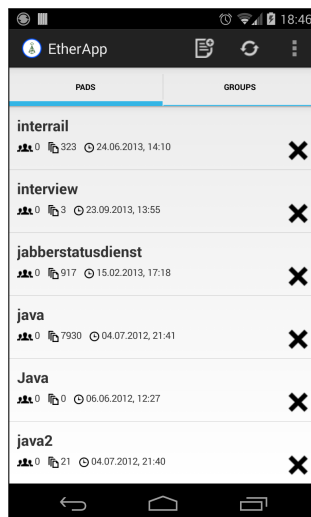 18:46
EtherApp
PADS GROUPS
interrail
0 323 24.06.2013, 14:10
interview
0 3 23.09.2013, 13:55
jabberstatusdienst
0 917 15.02.2013, 17:18
java
0 7930 04.07.2012, 21:41
Java
0 0 06.06.2012, 12:27
java2
0 21 04.07.2012, 21:40